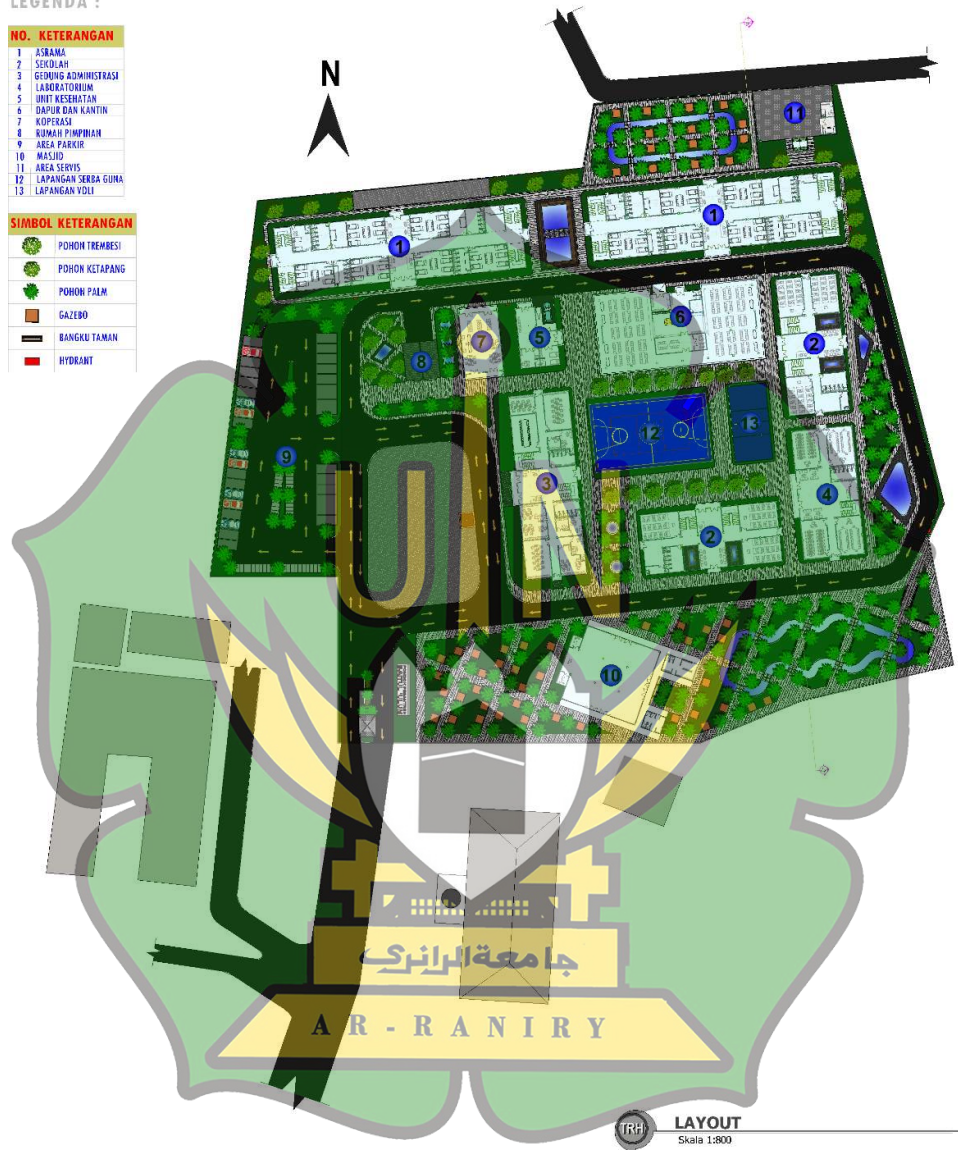 LEGENDA :
NO. KETERANGAN
1 ASRAMA
2 SEKOLAH
3 GEDUNG ADMINISTRASI
4 LABORATORIUM
5 UNIT KESEHATAN
6 DAPUR DAN KANTIN
7 KOPERASI
8 RUMAH PIMPINAN
9 AREA PARKIR
10 MASJID
11 AREA SERVIS
12 LAPANGAN SERBA GUNA
13 LAPANGAN VOLI
SIMBOL KETERANGAN
POHON TREMBESI
POHON KETAPANG
POHON PALM
GAZEBO
BANGKU TAMAN
HYDRANT
N
11
1
1
6
5
7
8
2
12
13
9
3
4
2
10
UIN
جامعة الرانري
AR-RANIRY
TRH
LAYOUT
Skala 1:800